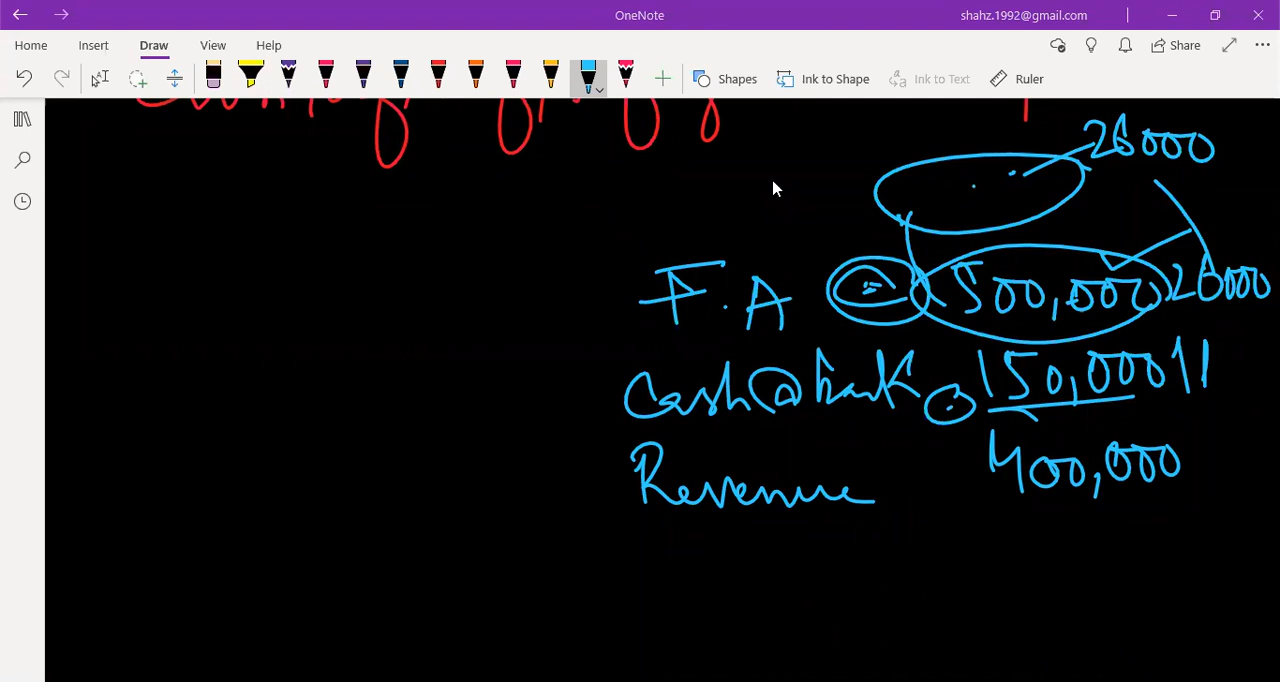 OneNote
shahz.1992@gmail.com
Home Insert Draw View Help
Share
Shapes Ink to Shape Ink to Text Ruler
26000
F.A 500,000 26000
Cash @ bank 150,000
Revenue 400,000